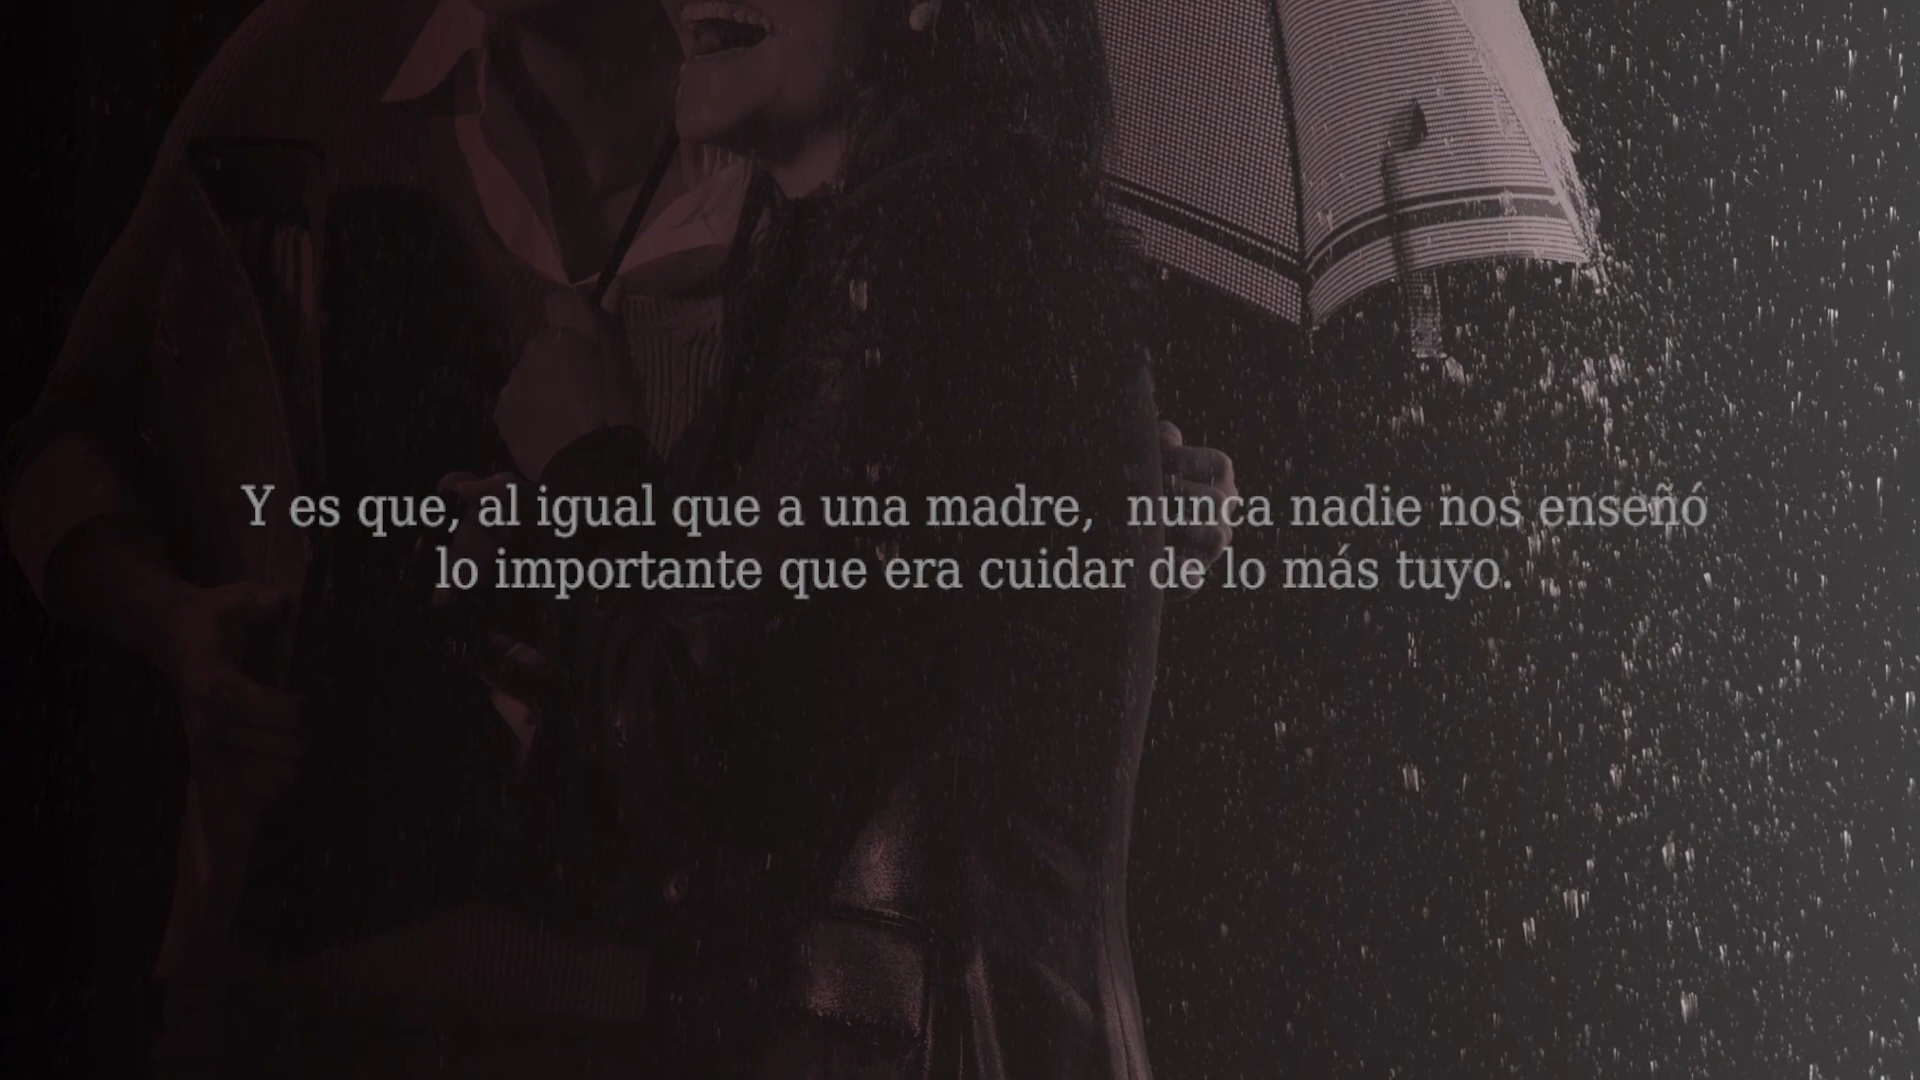 Y es que, al igual que a una madre, nunca nadie nos enseñó
lo importante que era cuidar de lo más tuyo.